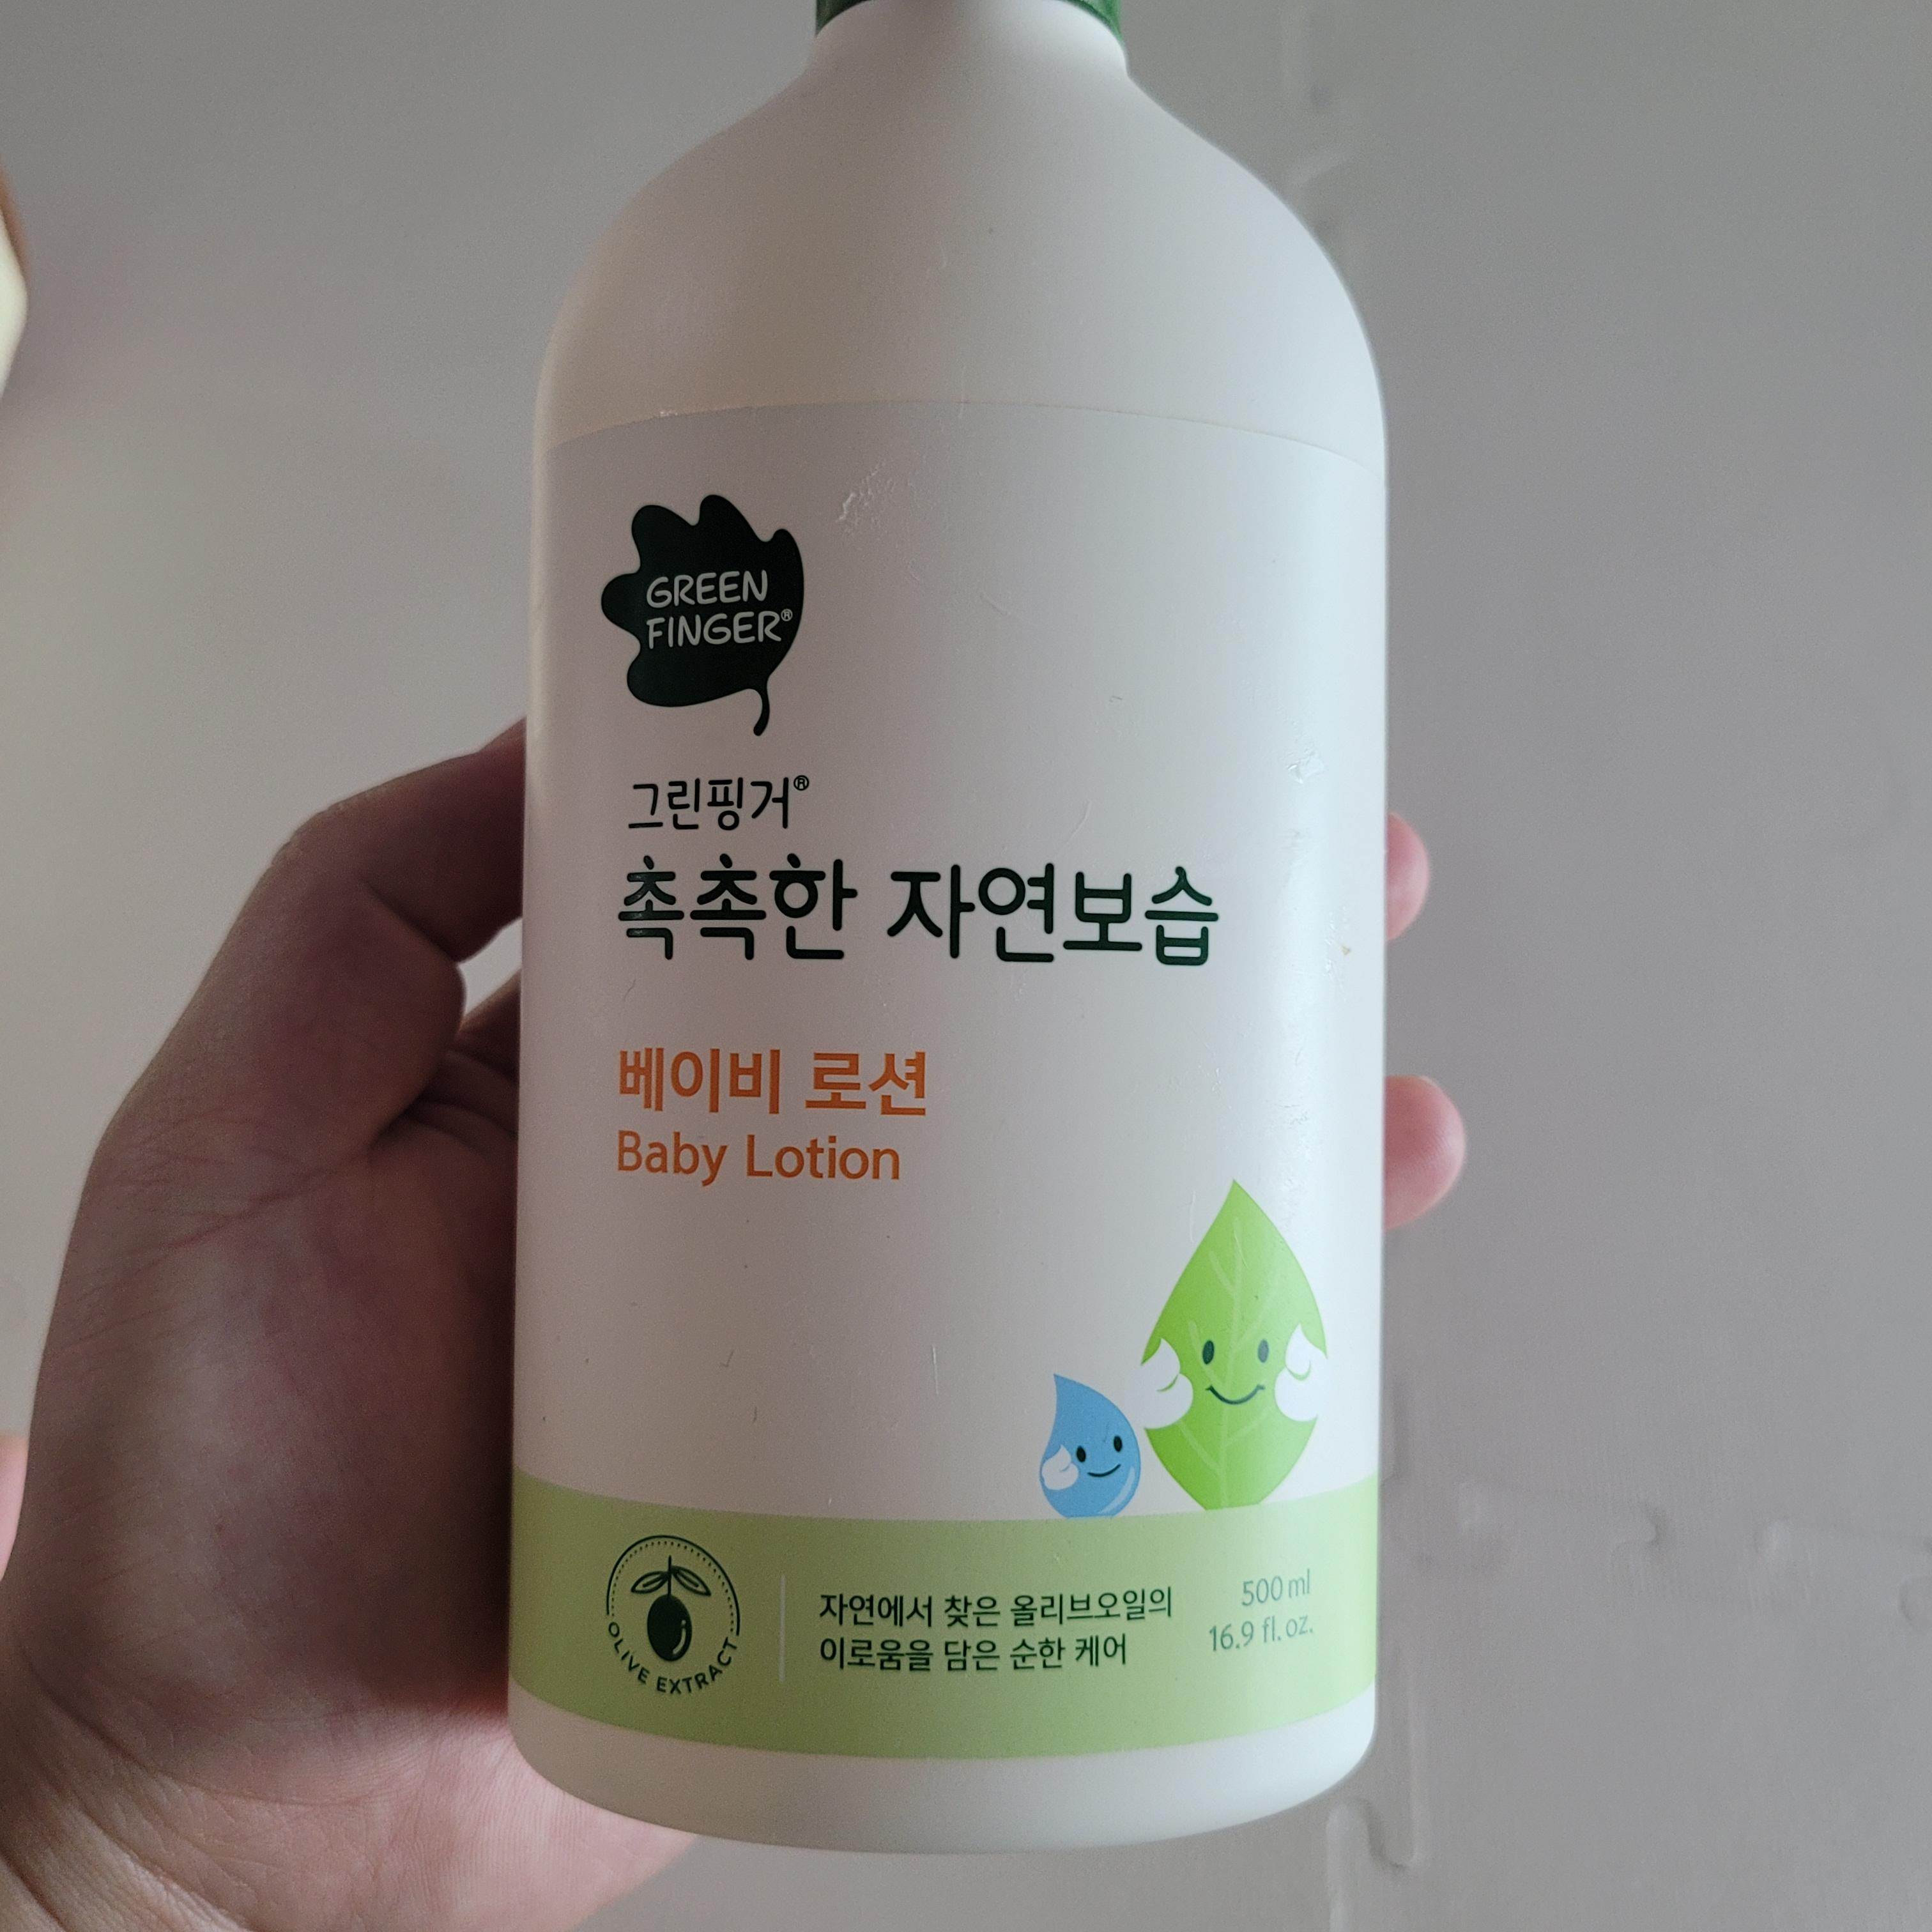 GREEN
FINGER®
그린핑거®
촉촉한 자연보습
베이비 로션
Baby Lotion
OLIVE EXTRACT
자연에서 찾은 올리브오일의
이로움을 담은 순한 케어
500 ml
16.9 fl. oz.